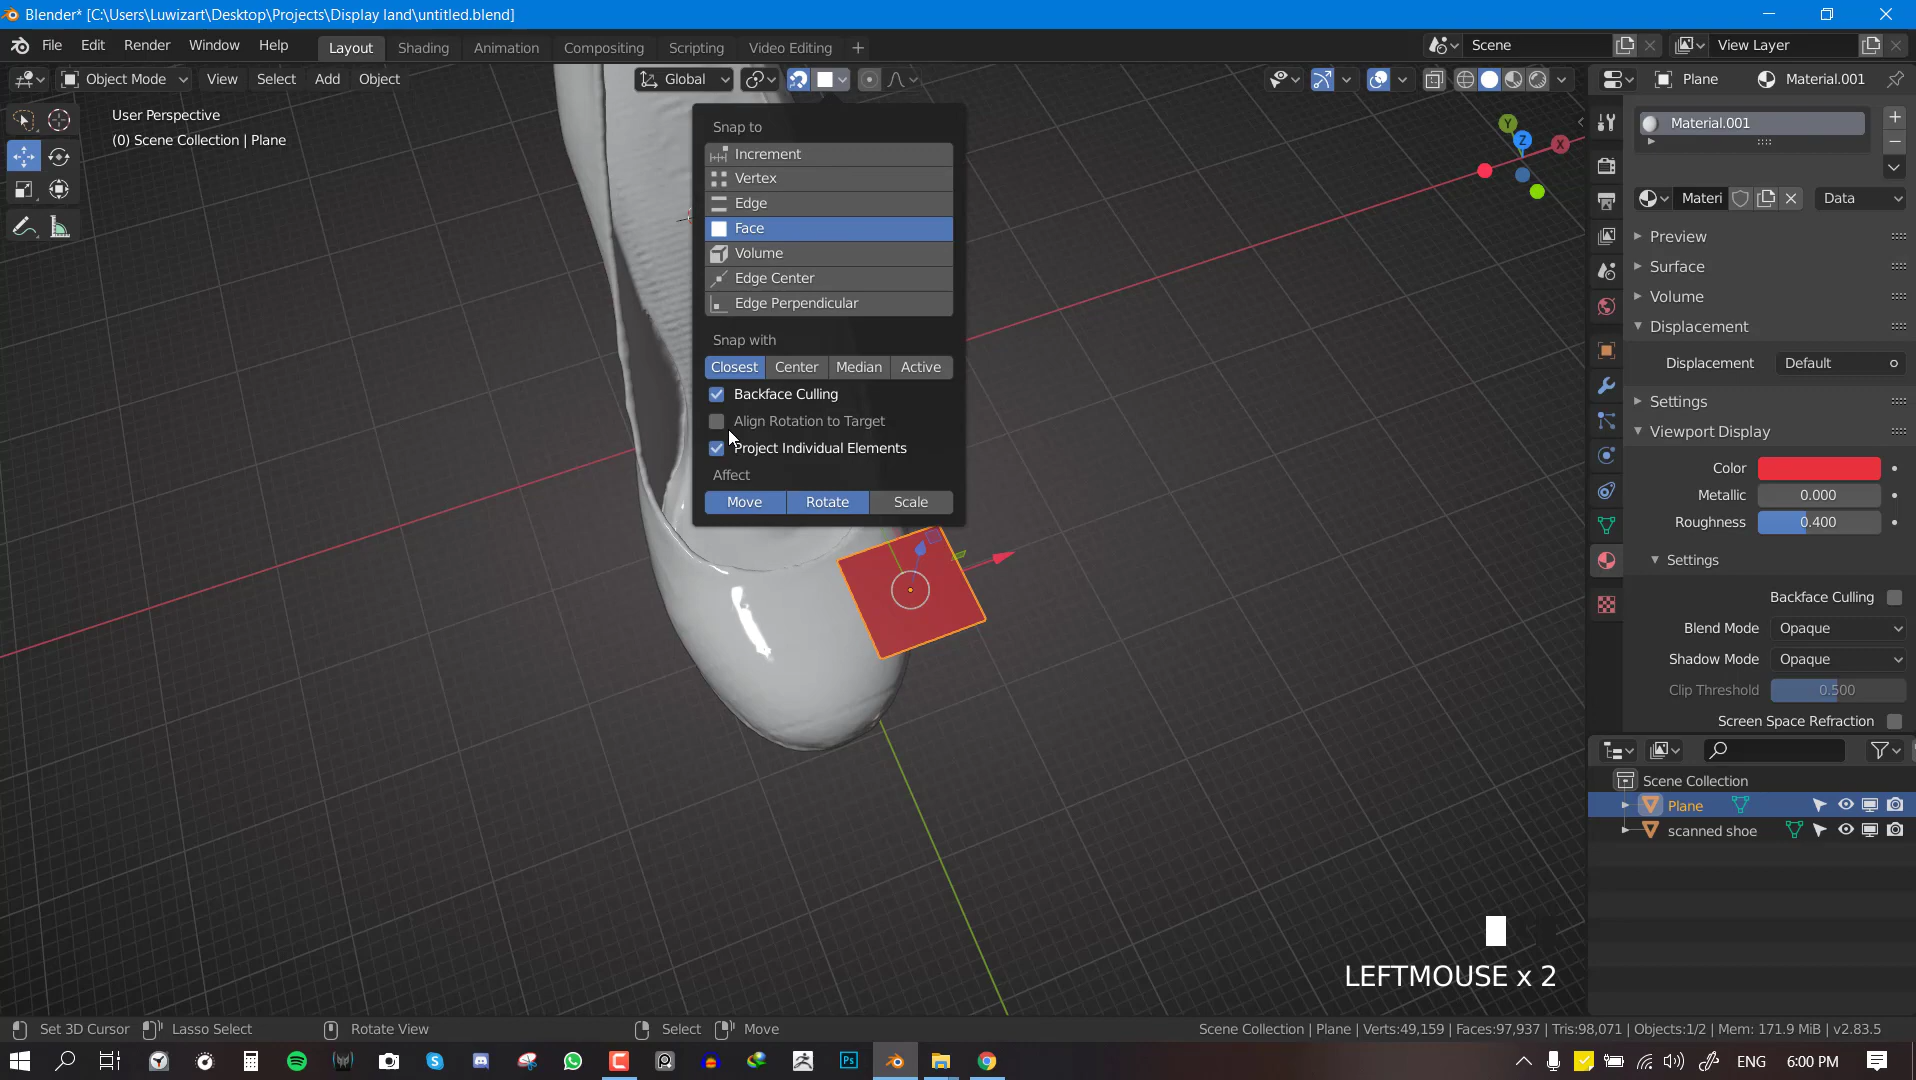 Blender* [C:\Users\Luwizart\Desktop\Projects\Display land\untitled.blend]
File Edit Render Window Help Layout Shading Animation Compositing Scripting Video Editing Scene View Layer
Object Mode View Select Add Object Global Plane Material.001
User Perspective
(0) Scene Collection | Plane
Snap to
Increment
Vertex
Edge
Face
Volume
Edge Center
Edge Perpendicular
Snap with
Closest Center Median Active
Backface Culling
Align Rotation to Target
Project Individual Elements
Affect
Move Rotate Scale
Y
Z
X
Material.001
Materi Data
Preview
Surface
Volume
Displacement
Displacement Default
Settings
Viewport Display
Color
Metallic 0.000
Roughness 0.400
Settings
Backface Culling
Blend Mode Opaque
Shadow Mode Opaque
Clip Threshold 0.500
Screen Space Refraction
Scene Collection
Plane
scanned shoe
LEFTMOUSE x 2
Set 3D Cursor Lasso Select Rotate View Select Move Scene Collection | Plane | Verts:49,159 | Faces:97,937 | Tris:98,071 | Objects:1/2 | Mem: 171.9 MiB | v2.83.5
Ps ENG 6:00 PM